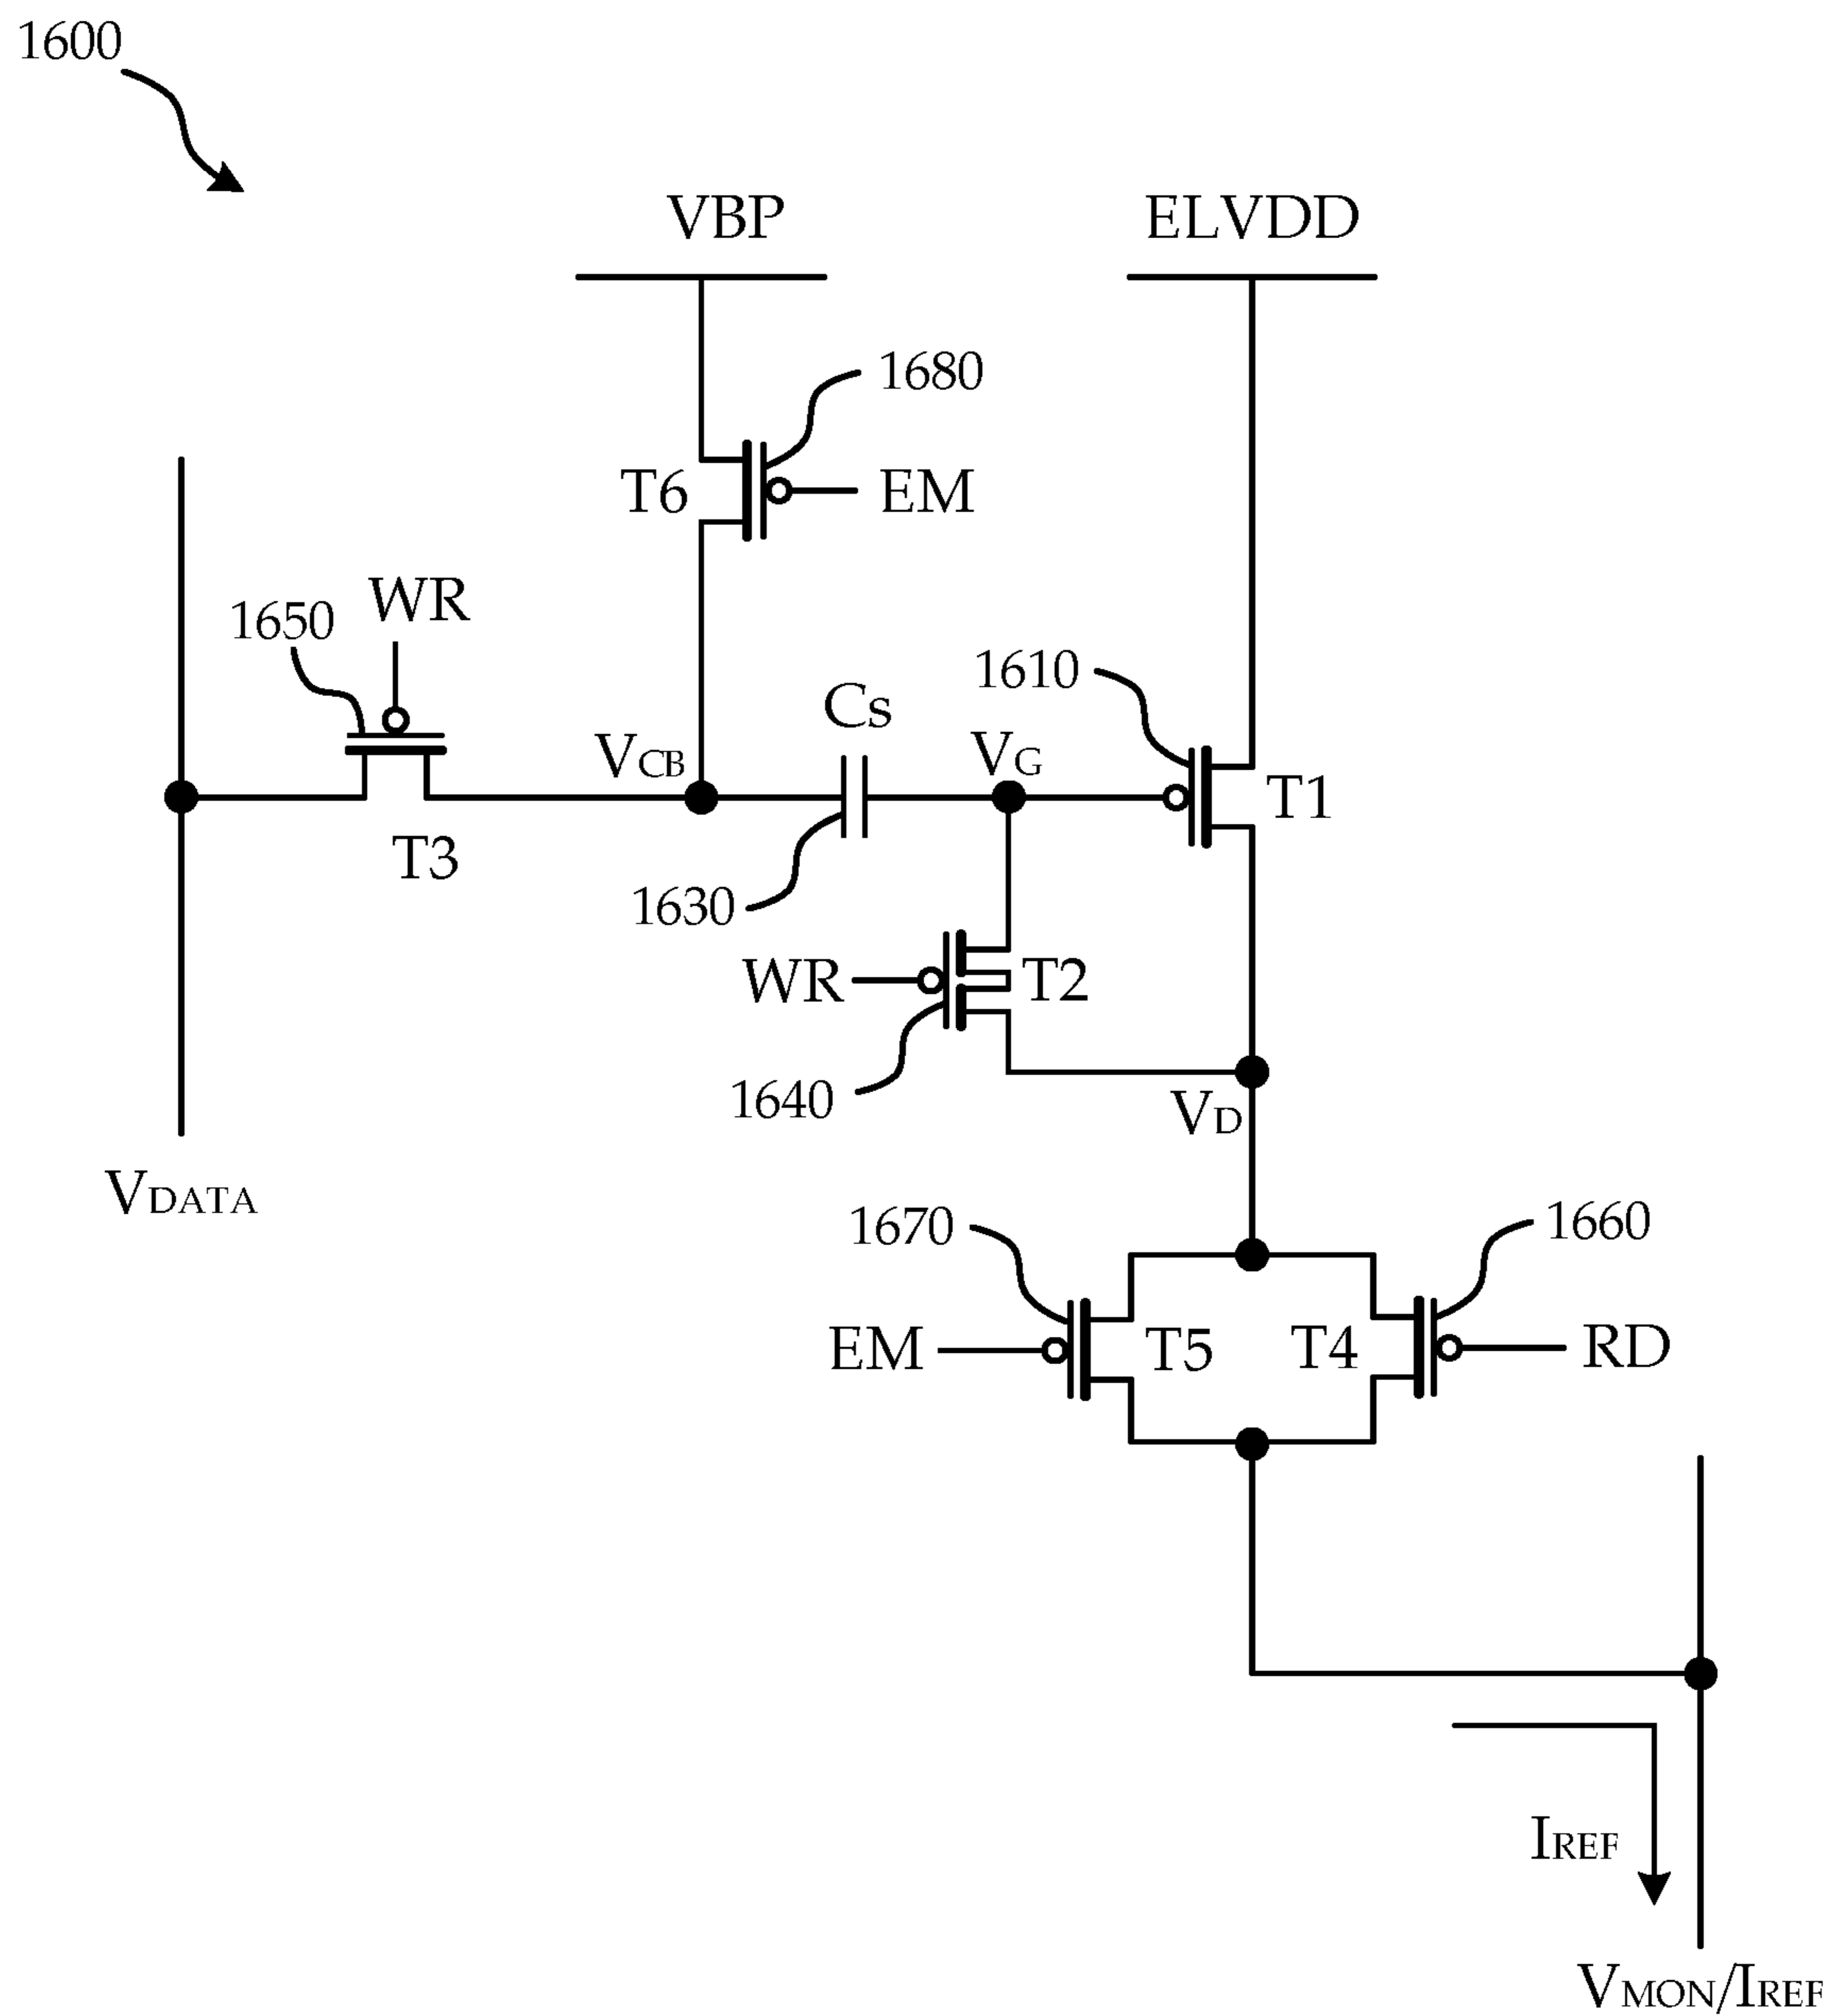 1600
VBP
ELVDD
1680
T6
EM
WR
1650
1610
Cs
VCB
VG
T1
T3
1630
WR
T2
1640
VD
VDATA
1670
1660
EM
T5
T4
RD
IREF
VMON/IREF